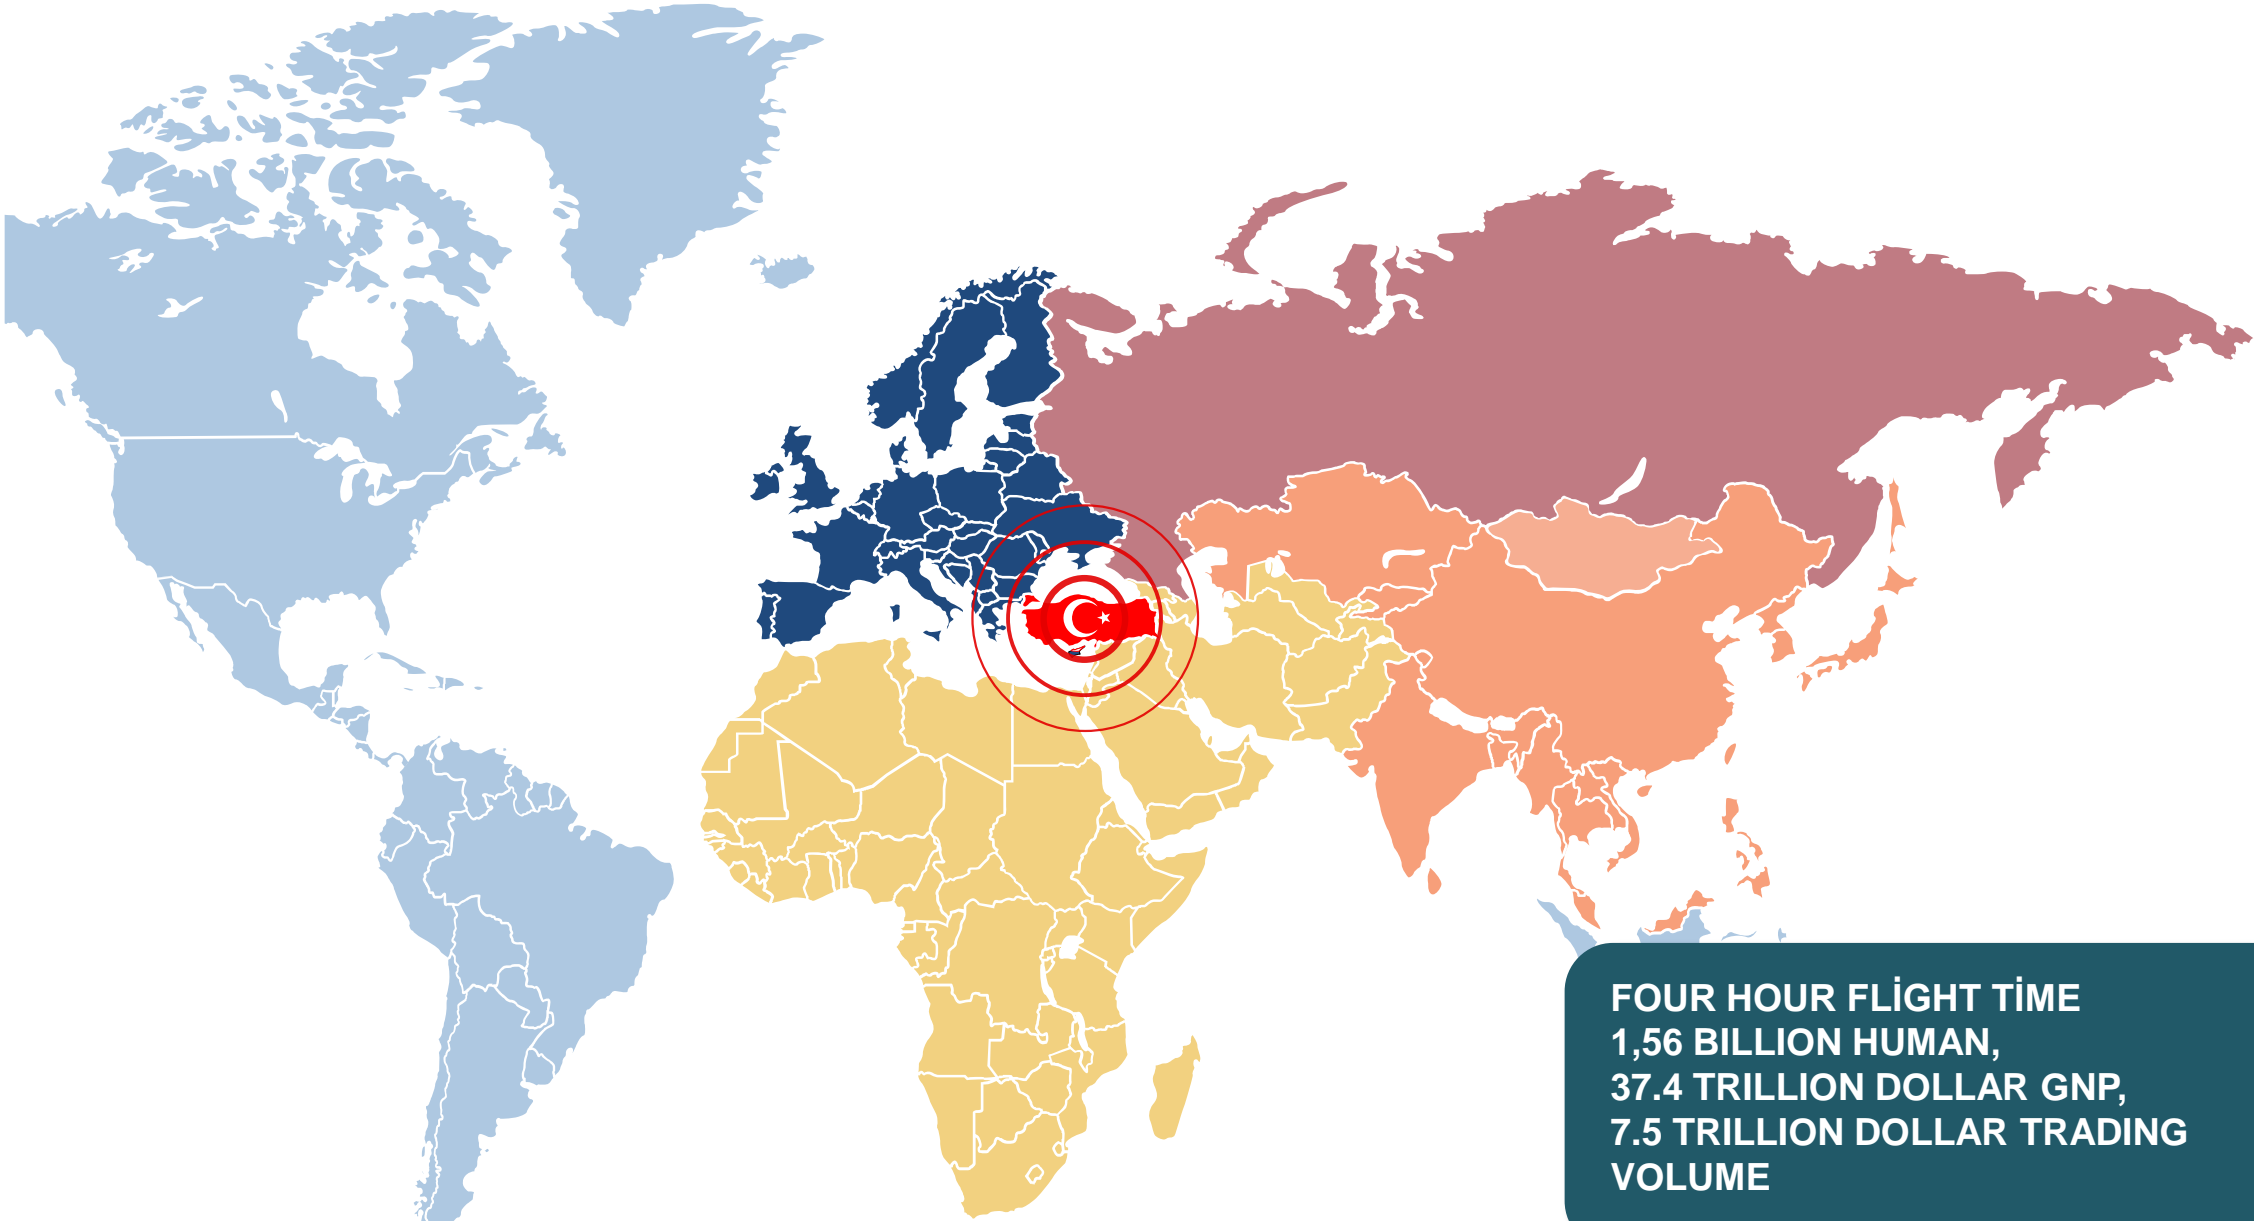 FOUR HOUR FLİGHT TİME
1,56 BILLION HUMAN,
37.4 TRILLION DOLLAR GNP,
7.5 TRILLION DOLLAR TRADING
VOLUME